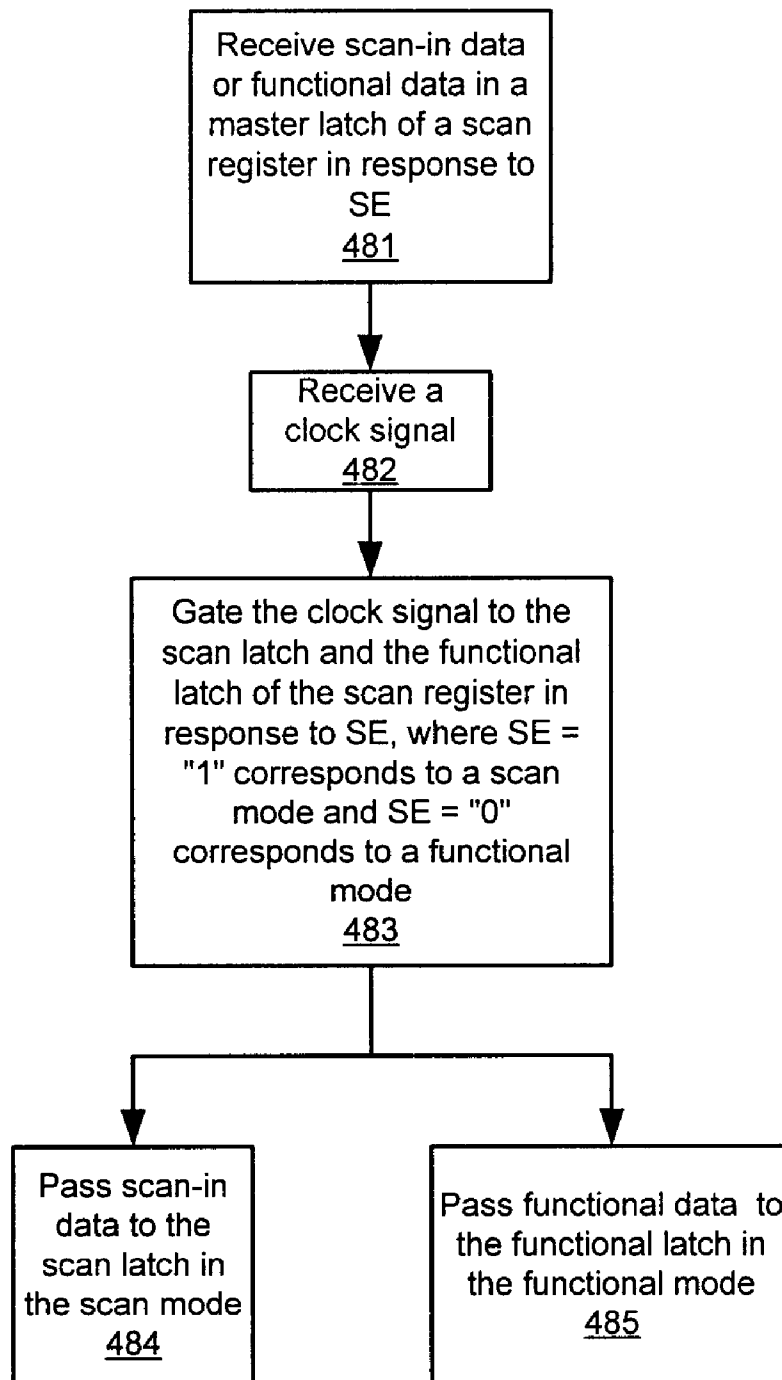 Receive scan-in data
or functional data in a
master latch of a scan
register in response to
SE
481
Receive a
clock signal
482
Gate the clock signal to the
scan latch and the functional
latch of the scan register in
response to SE, where SE =
"1" corresponds to a scan
mode and SE = "0"
corresponds to a functional
mode
483
Pass scan-in
data to the
scan latch in
the scan mode
484
Pass functional data to
the functional latch in
the functional mode
485